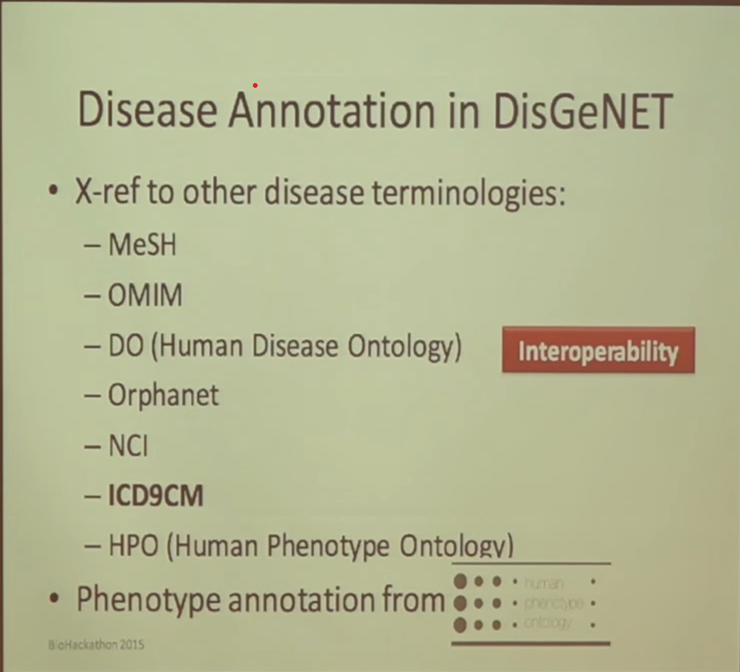 Disease Annotation in DisGeNET
• X-ref to other disease terminologies:
– MeSH
– OMIM
– DO (Human Disease Ontology)
Interoperability
– Orphanet
– NCI
– ICD9CM
– HPO (Human Phenotype Ontology)
• Phenotype annotation from
human
phenotype
ontology
BioHackathon 2015